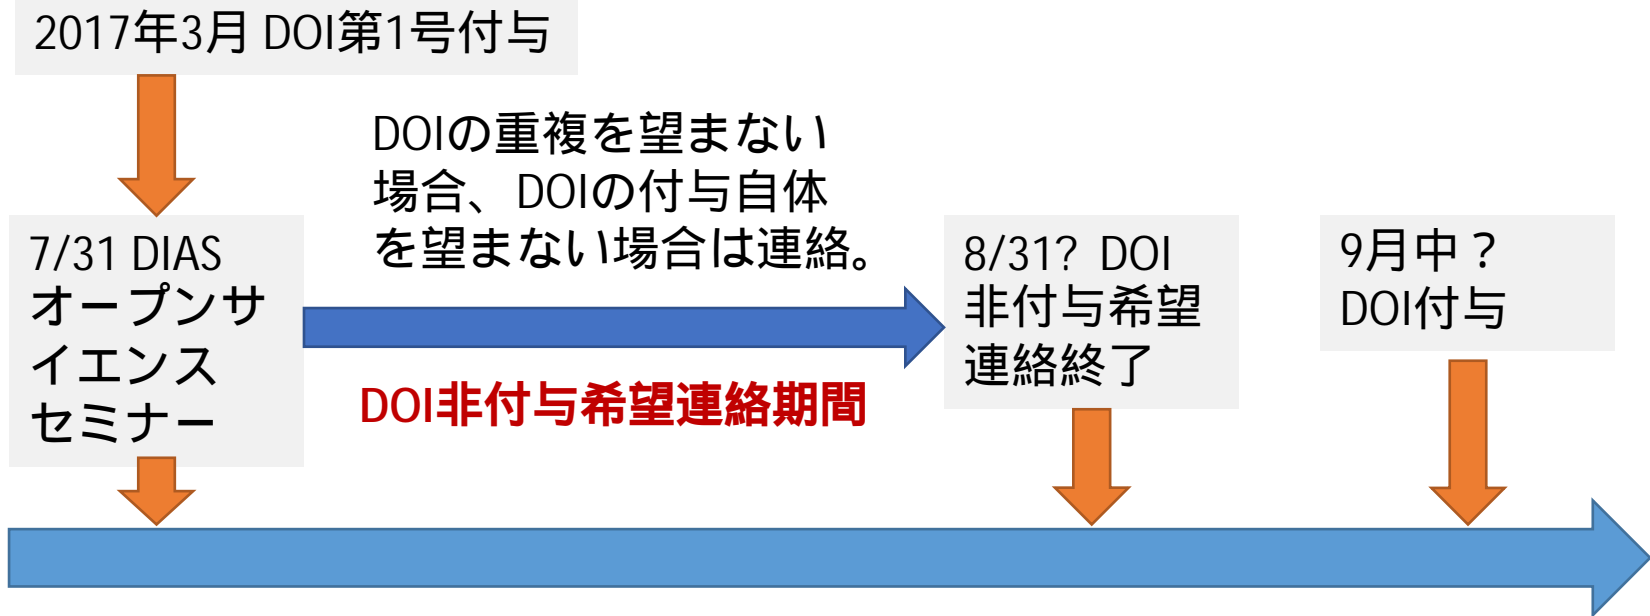 2017年3月 DOI第1号付与
DOIの重複を望まない
場合、DOIの付与自体
を望まない場合は連絡。
7/31 DIAS
オープンサ
イエンス
セミナー
DOI非付与希望連絡期間
8/31? DOI
非付与希望
連絡終了
9月中？
DOI付与